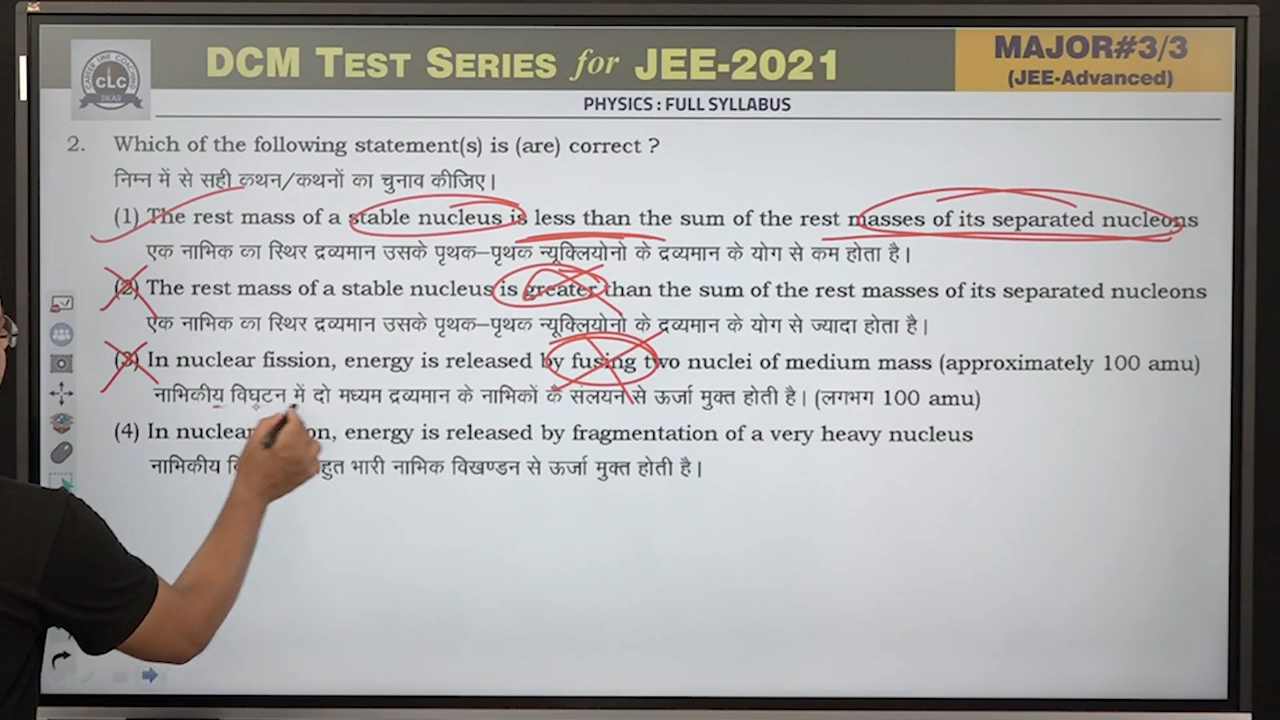 DCM TEST SERIES for JEE-2021
MAJOR#3/3
(JEE-Advanced)
CLC
SIKAR
PHYSICS : FULL SYLLABUS
2. Which of the following statement(s) is (are) correct ?
निम्न में से सही कथन/कथनों का चुनाव कीजिए।
(1) The rest mass of a stable nucleus is less than the sum of the rest masses of its separated nucleons
एक नाभिक का स्थिर द्रव्यमान उसके पृथक–पृथक न्यूक्लियोनो के द्रव्यमान के योग से कम होता है।
(2) The rest mass of a stable nucleus is greater than the sum of the rest masses of its separated nucleons
एक नाभिक का स्थिर द्रव्यमान उसके पृथक–पृथक न्यूक्लियोनो के द्रव्यमान के योग से ज्यादा होता है।
(3) In nuclear fission, energy is released by fusing two nuclei of medium mass (approximately 100 amu)
नाभिकीय विघटन में दो मध्यम द्रव्यमान के नाभिकों के संलयन से ऊर्जा मुक्त होती है। (लगभग 100 amu)
(4) In nuclear energy is released by fragmentation of a very heavy nucleus
नाभिकीय भारी नाभिक विखण्डन से ऊर्जा मुक्त होती है।